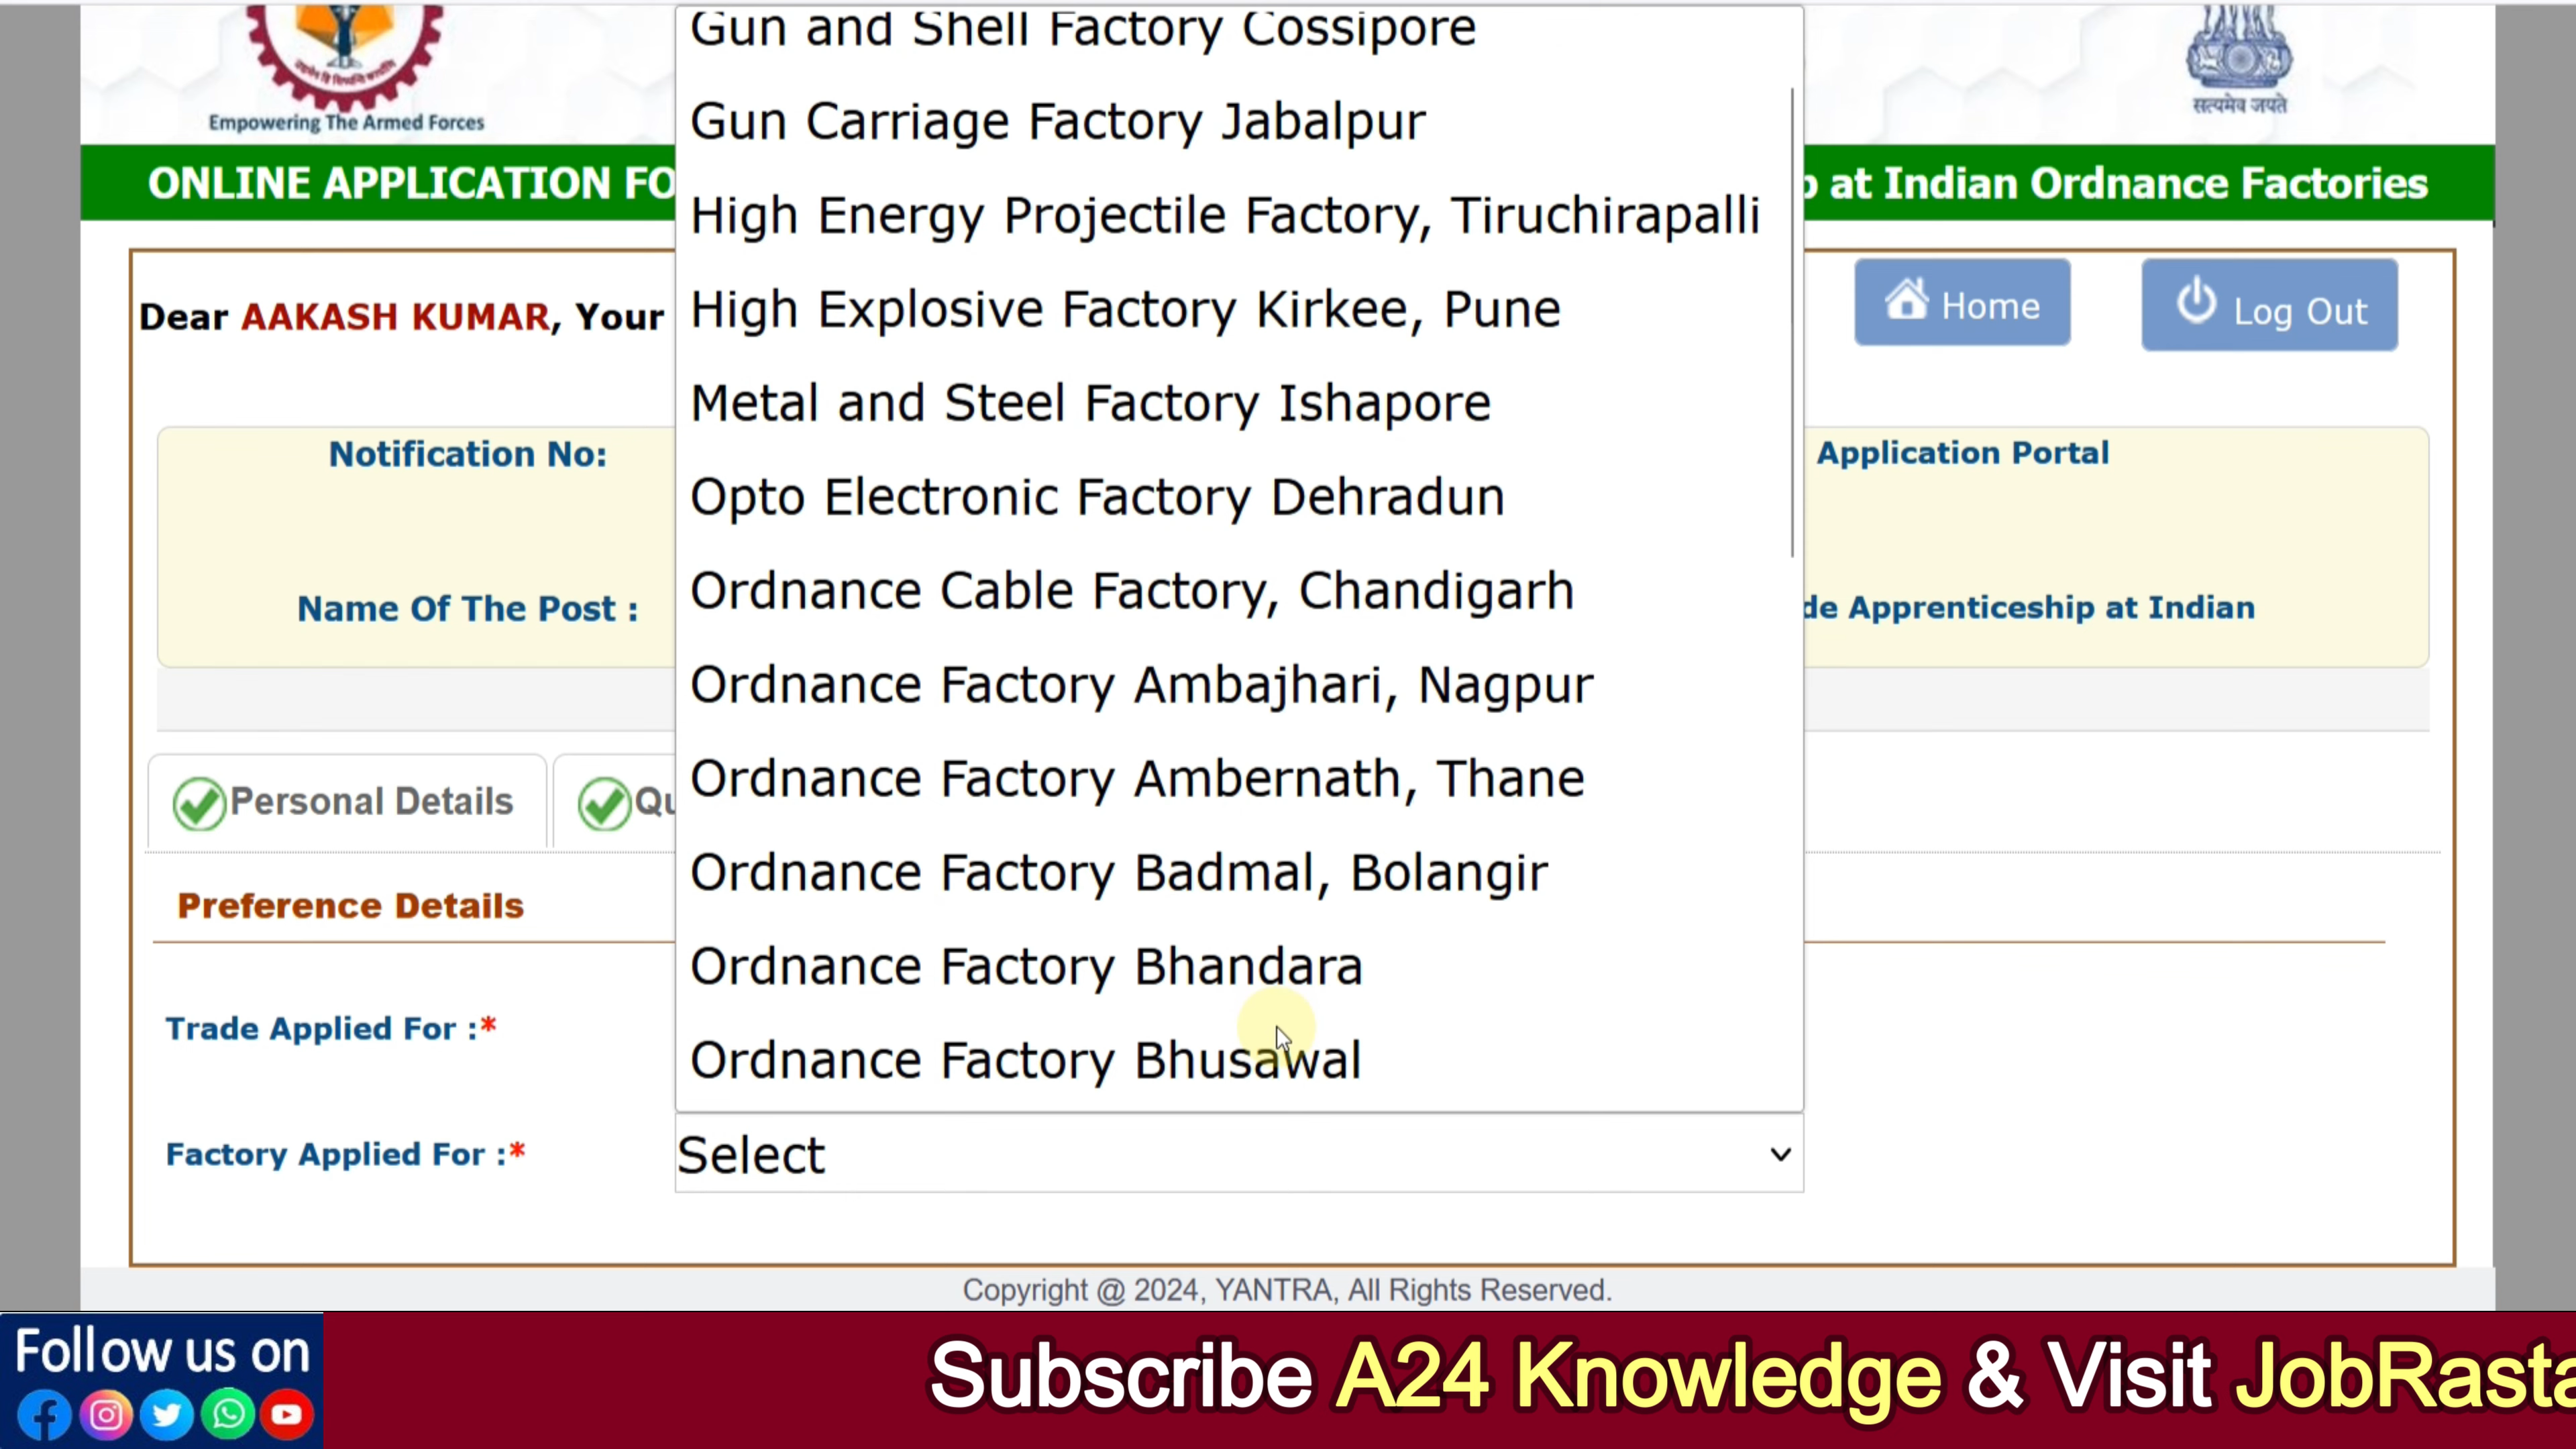 Empowering The Armed Forces
सत्यमेव जयते
ONLINE APPLICATION FO
at Indian Ordnance Factories
Gun and Shell Factory Cossipore
Gun Carriage Factory Jabalpur
High Energy Projectile Factory, Tiruchirapalli
High Explosive Factory Kirkee, Pune
Metal and Steel Factory Ishapore
Opto Electronic Factory Dehradun
Ordnance Cable Factory, Chandigarh
Ordnance Factory Ambajhari, Nagpur
Ordnance Factory Ambernath, Thane
Ordnance Factory Badmal, Bolangir
Ordnance Factory Bhandara
Ordnance Factory Bhusawal
Dear AAKASH KUMAR, Your
Home
Log Out
Notification No:
Application Portal
Name Of The Post :
de Apprenticeship at Indian
Personal Details
Qu
Preference Details
Trade Applied For :*
Factory Applied For :*
Select
Copyright @ 2024, YANTRA, All Rights Reserved.
Follow us on
Subscribe A24 Knowledge & Visit JobRasta